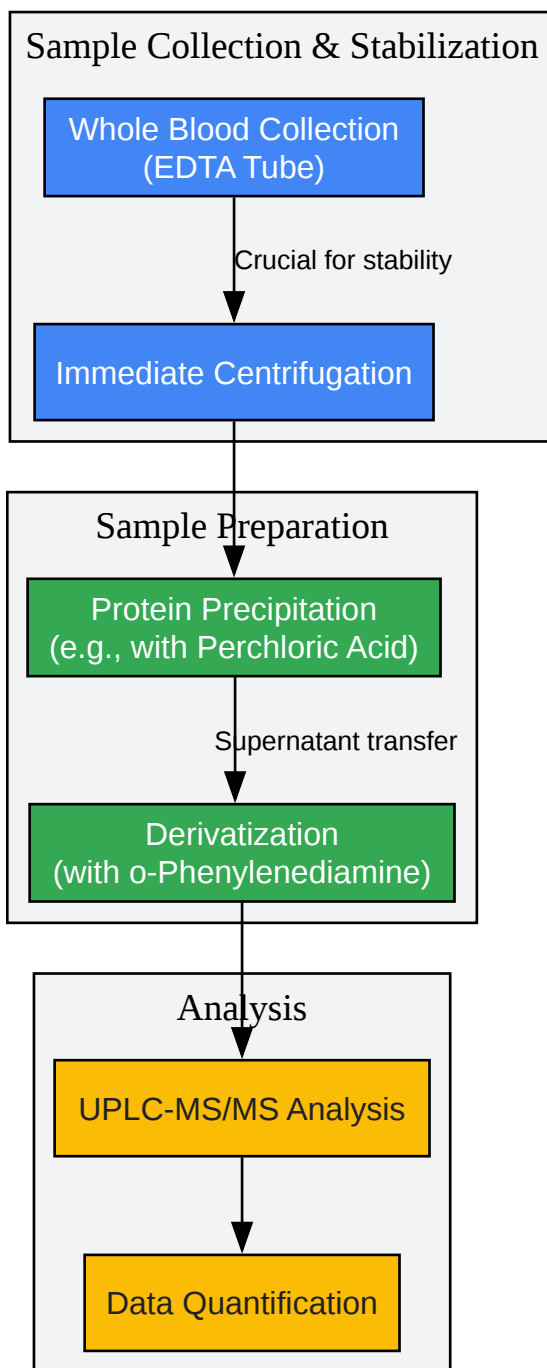 Sample Collection & Stabilization
Whole Blood Collection
(EDTA Tube)
Crucial for stability
Immediate Centrifugation
Sample Preparation
Protein Precipitation
(e.g., with Perchloric Acid)
Supernatant transfer
Derivatization
(with o-Phenylenediamine)
Analysis
UPLC-MS/MS Analysis
Data Quantification